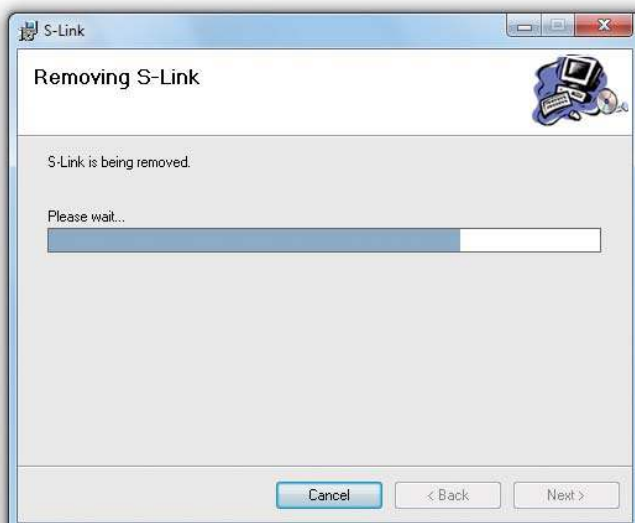 S-Link
Removing S-Link
S-Link is being removed.
Please wait...
Cancel
< Back
Next >